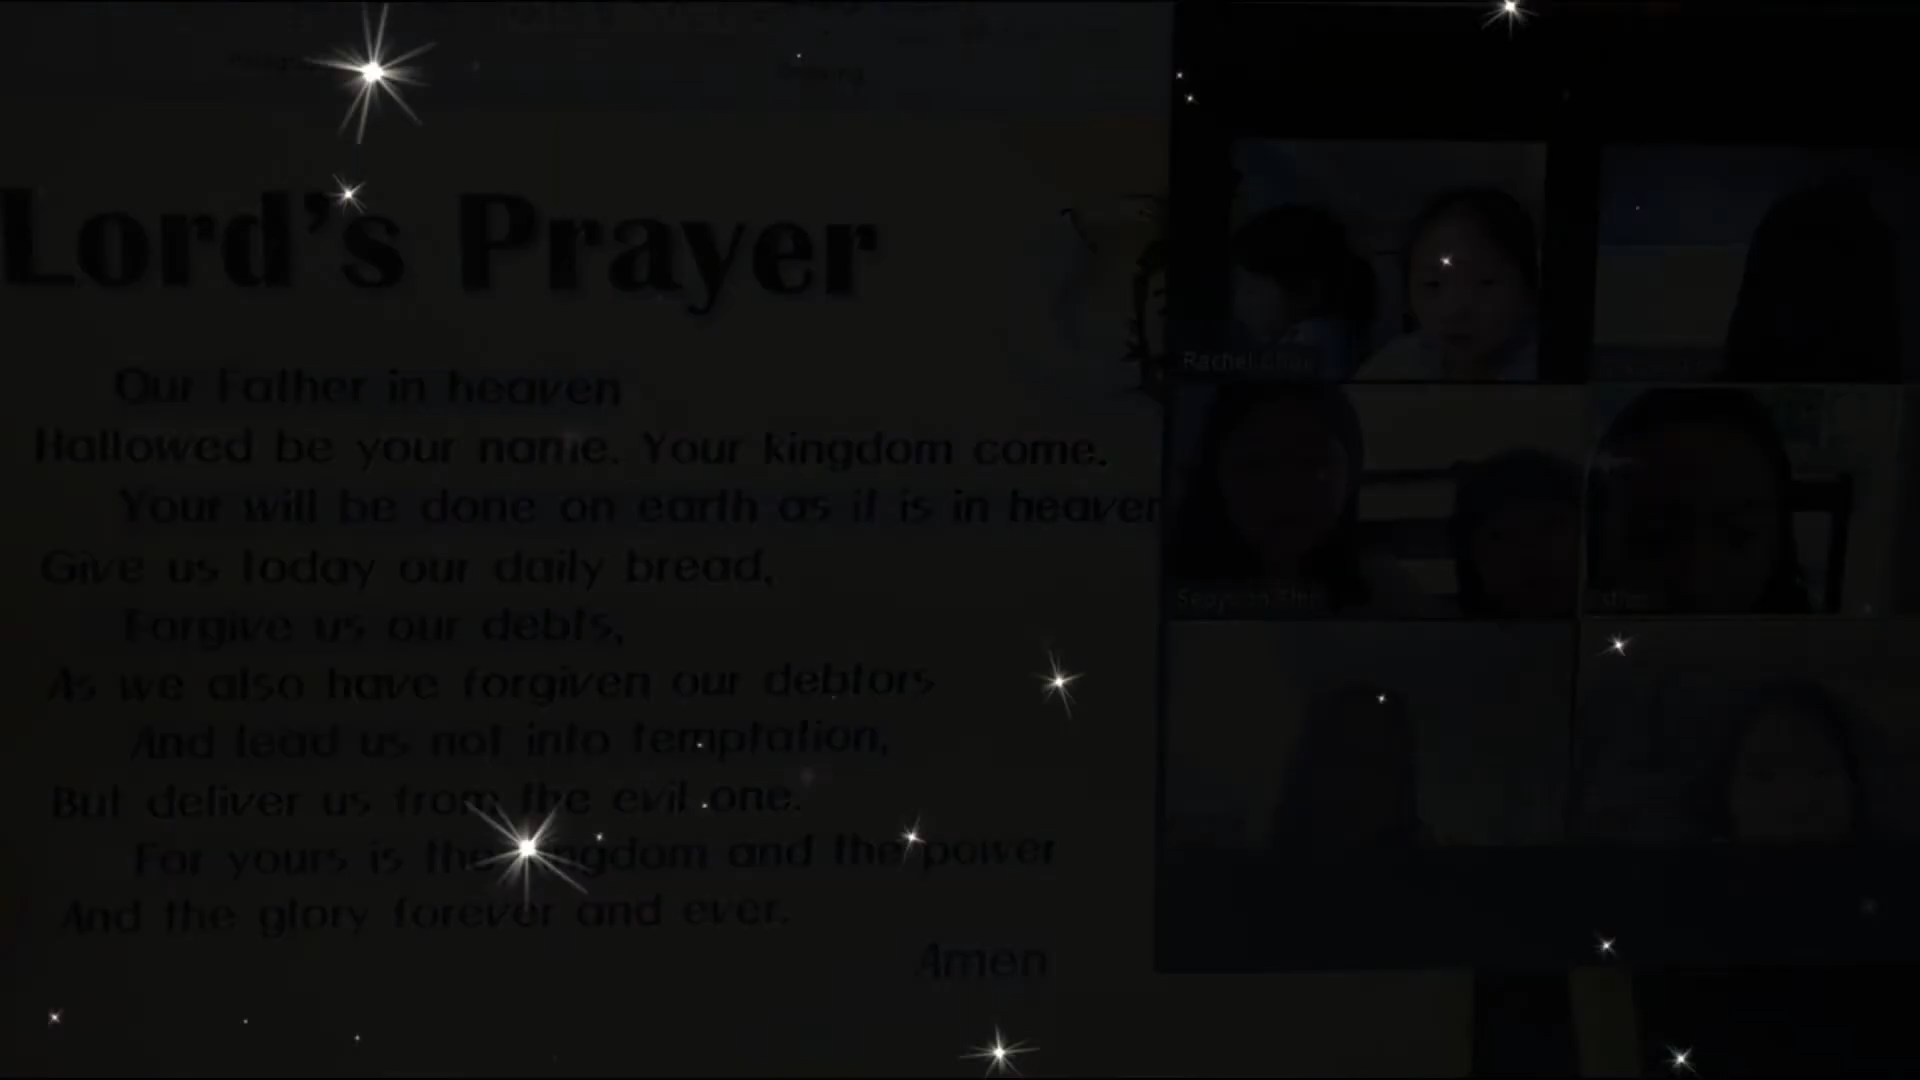 Lord's Prayer
Our Father in heaven
Hallowed be your name. Your kingdom come.
Your will be done on earth as it is in heaven
Give us today our daily bread,
Forgive us our debts,
As we also have forgiven our debtors
And lead us not into temptation,
But deliver us from the evil one.
For yours is the kingdom and the power
And the glory forever and ever.
Amen
Rachel